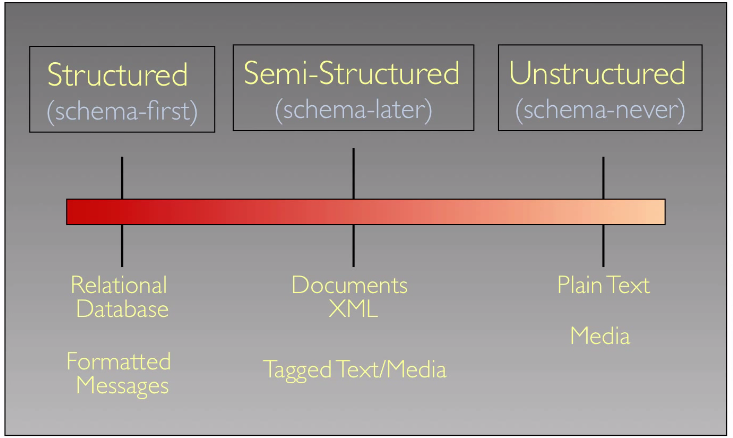 Structured
(schema-first)
Semi-Structured
(schema-later)
Unstructured
(schema-never)
Relational
Database
Formatted
Messages
Documents
XML
Tagged Text/Media
Plain Text
Media